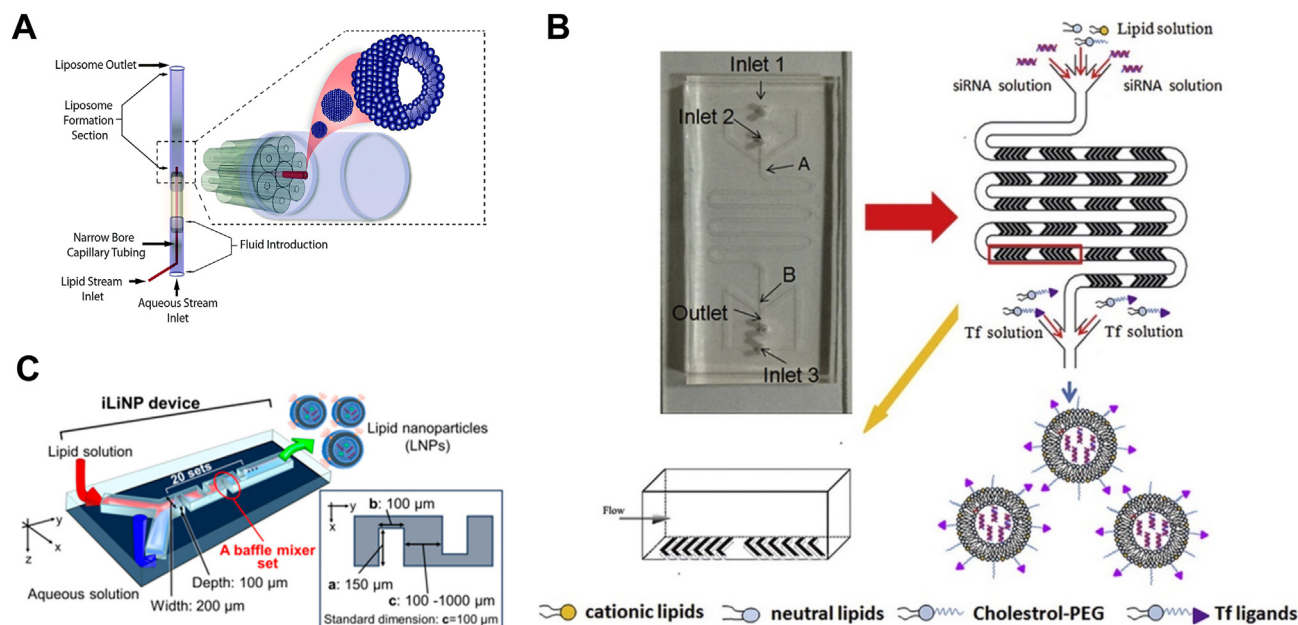 A
Liposome Outlet
Liposome
Formation
Section
Narrow Bore
Capillary Tubing
Fluid Introduction
Lipid Stream
Inlet
Aqueous Stream
Inlet
B
Inlet 1
Inlet 2
A
B
Outlet
Inlet 3
Lipid solution
siRNA solution
siRNA solution
Tf solution
Tf solution
Flow
cationic lipids
neutral lipids
Cholestrol-PEG
Tf ligands
C
iLiNP device
Lipid solution
20 sets
Lipid nanoparticles
(LNPs)
A baffle mixer
set
Depth: 100 μm
Width: 200 μm
Aqueous solution
y
x
z
y
x
b: 100 μm
a: 150 μm
c: 100 -1000 μm
Standard dimension: c=100 μm